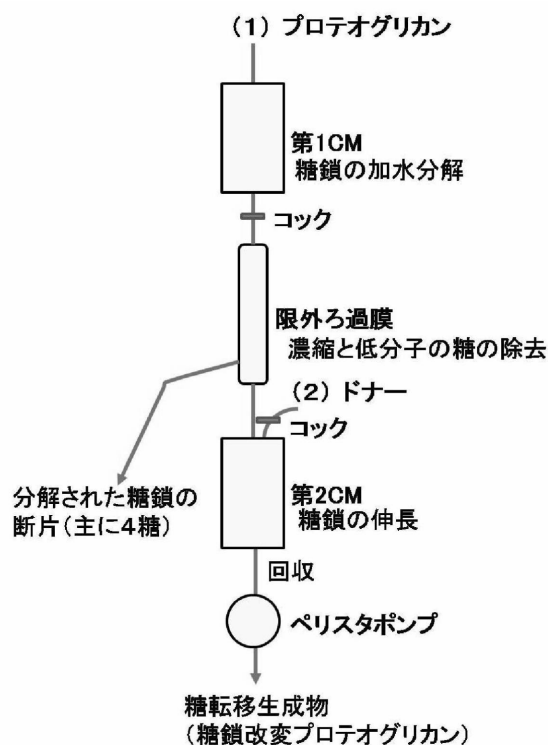 (1) プロテオグリカン
第1CM
糖鎖の加水分解
コック
限外ろ過膜
濃縮と低分子の糖の除去
(2) ドナー
コック
分解された糖鎖の
断片(主に4糖)
第2CM
糖鎖の伸長
回収
ペリスタポンプ
糖転移生成物
(糖鎖改変プロテオグリカン)